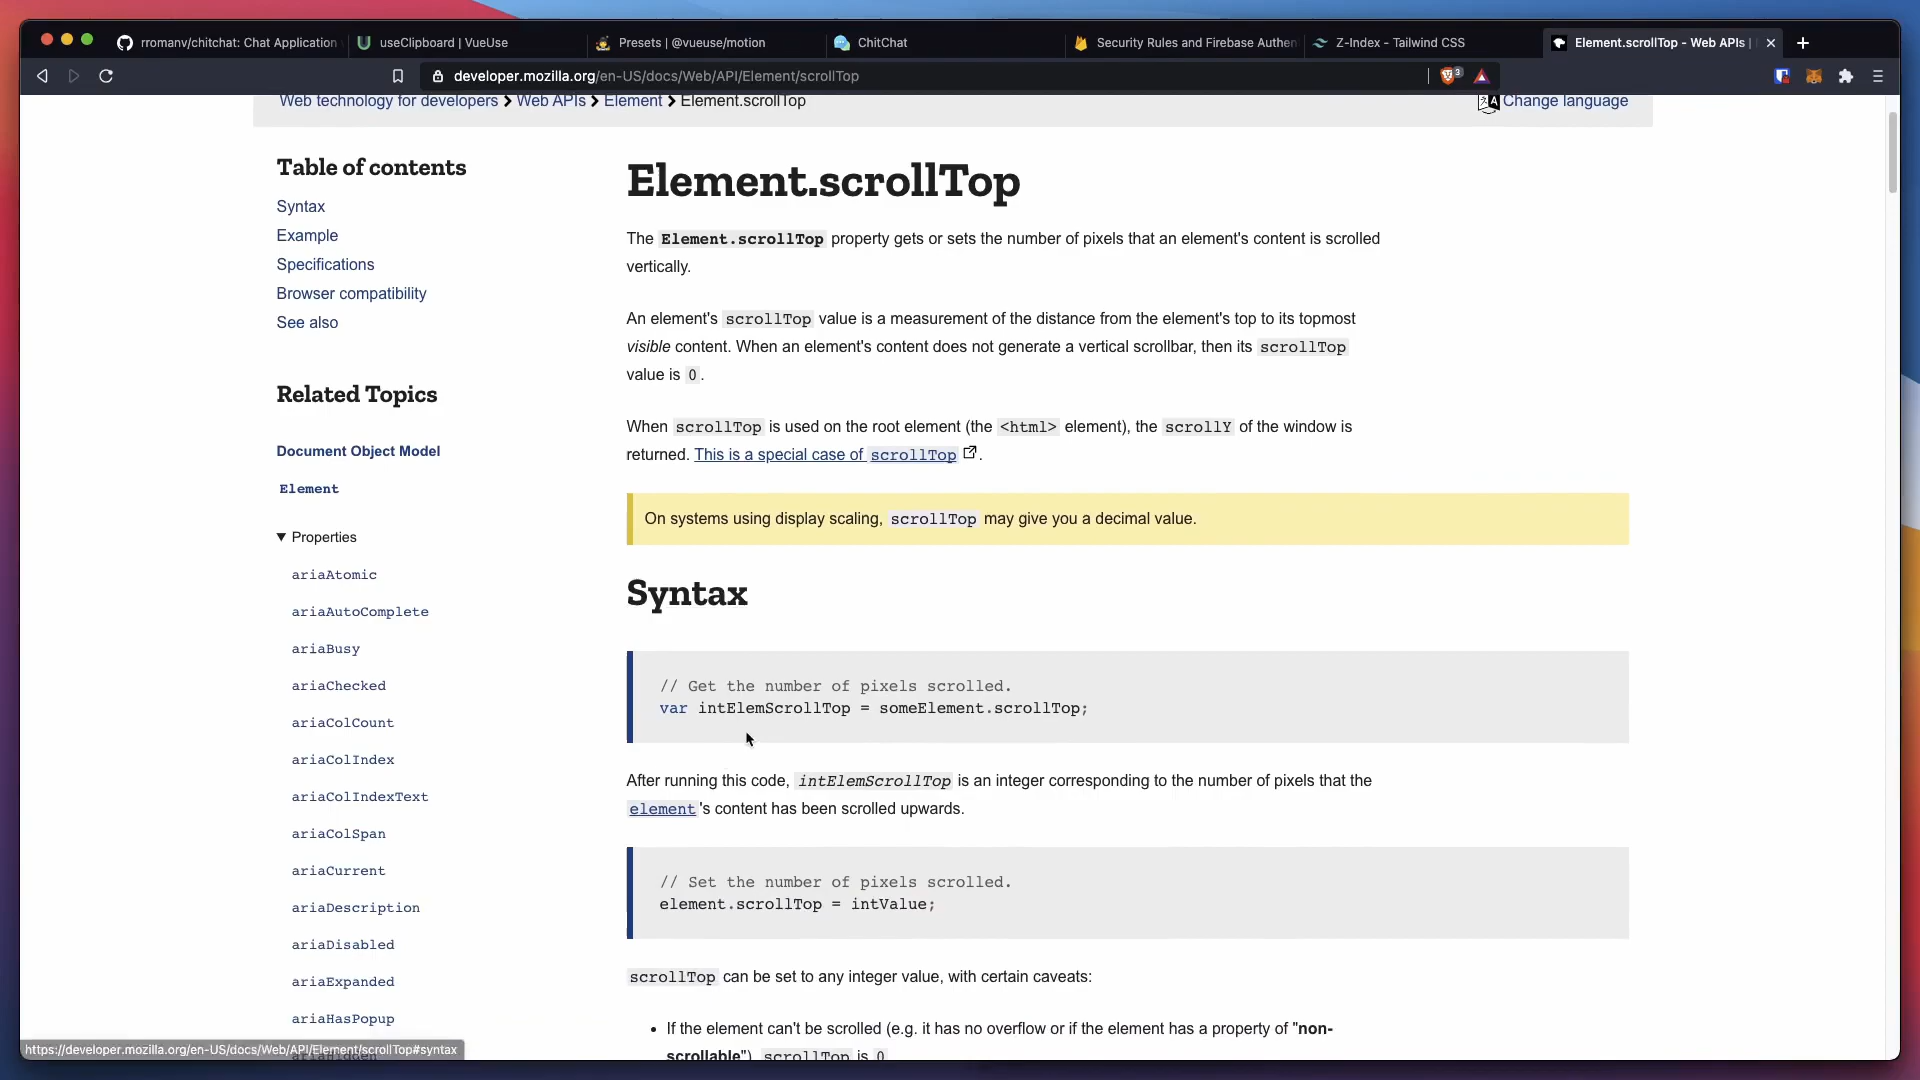 rromanv/chitchat: Chat Application
useClipboard | VueUse
Presets | @vueuse/motion
ChitChat
Security Rules and Firebase Authen
Z-Index - Tailwind CSS
Element.scrollTop - Web APIs |
developer.mozilla.org/en-US/docs/Web/API/Element/scrollTop
3
Web technology for developers > Web APIs > Element > Element.scrollTop
Change language
Table of contents
Syntax
Example
Specifications
Browser compatibility
See also
Related Topics
Document Object Model
Element
Properties
ariaAtomic
ariaAutoComplete
ariaBusy
ariaChecked
ariaColCount
ariaColIndex
ariaColIndexText
ariaColSpan
ariaCurrent
ariaDescription
ariaDisabled
ariaExpanded
ariaHasPopup
ariaHidden
Element.scrollTop
The Element.scrollTop property gets or sets the number of pixels that an element's content is scrolled
vertically.
An element's scrollTop value is a measurement of the distance from the element's top to its topmost
visible content. When an element's content does not generate a vertical scrollbar, then its scrollTop
value is 0.
When scrollTop is used on the root element (the <html> element), the scrollY of the window is
returned. This is a special case of scrollTop.
On systems using display scaling, scrollTop may give you a decimal value.
Syntax
// Get the number of pixels scrolled.
var intElemScrollTop = someElement.scrollTop;
After running this code, intElemScrollTop is an integer corresponding to the number of pixels that the
element's content has been scrolled upwards.
// Set the number of pixels scrolled.
element.scrollTop = intValue;
scrollTop can be set to any integer value, with certain caveats:
• If the element can't be scrolled (e.g. it has no overflow or if the element has a property of "non-
scrollable"), scrollTop is 0
https://developer.mozilla.org/en-US/docs/Web/API/Element/scrollTop#syntax